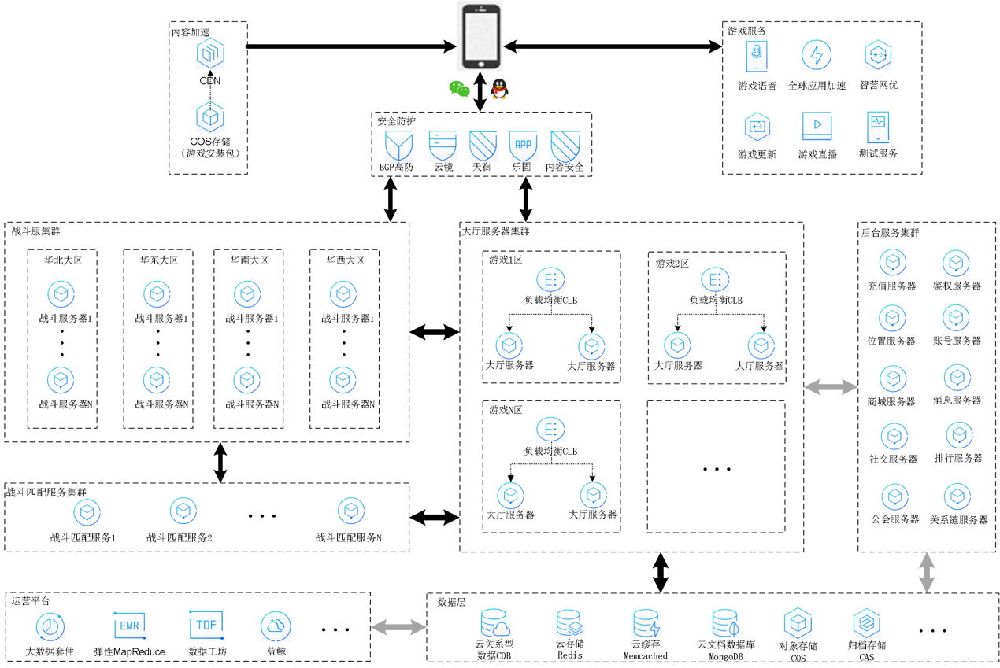 内容加速
CDN
COS存储
（游戏安装包）
游戏服务
游戏语音
全球应用加速
智营网优
游戏更新
游戏直播
测试服务
安全防护
APP
BGP高防
云镜
天御
乐固
内容安全
战斗服集群
华北大区
华东大区
华南大区
华西大区
战斗服务器1
战斗服务器1
战斗服务器1
战斗服务器1
战斗服务器N
战斗服务器N
战斗服务器N
战斗服务器N
战斗匹配服务集群
战斗匹配服务1
战斗匹配服务2
战斗匹配服务N
大厅服务器集群
游戏1区
负载均衡CLB
大厅服务器
大厅服务器
游戏2区
负载均衡CLB
大厅服务器
大厅服务器
游戏N区
负载均衡CLB
大厅服务器
大厅服务器
后台服务集群
充值服务器
鉴权服务器
位置服务器
账号服务器
商城服务器
消息服务器
社交服务器
排行服务器
公会服务器
关系链服务器
运营平台
EMR
TDF
大数据套件
弹性MapReduce
数据工坊
蓝鲸
数据层
云关系型
数据CDB
云存储
Redis
云缓存
Memcached
云文档数据库
MongoDB
对象存储
COS
归档存储
CAS